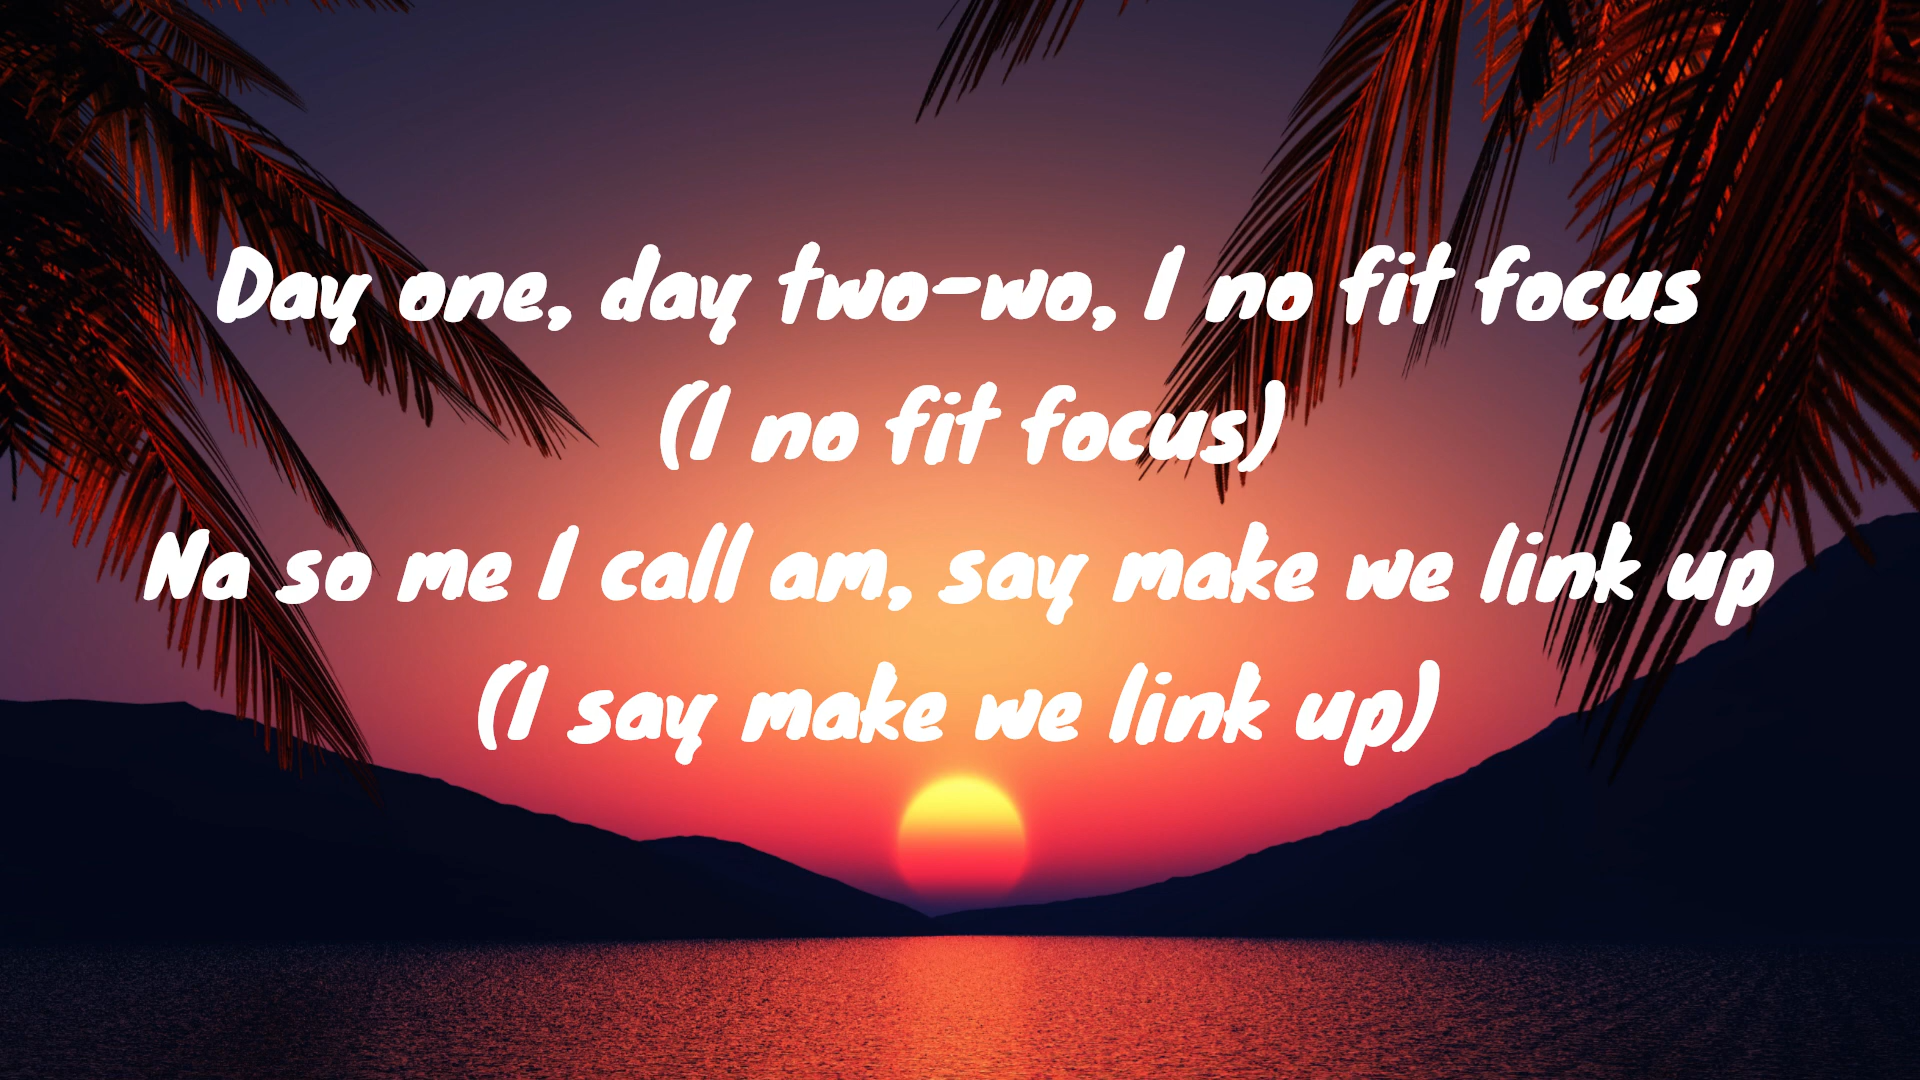 Day one, day two-wo, I no fit focus
(I no fit focus)
Na so me I call am, say make we link up
(I say make we link up)